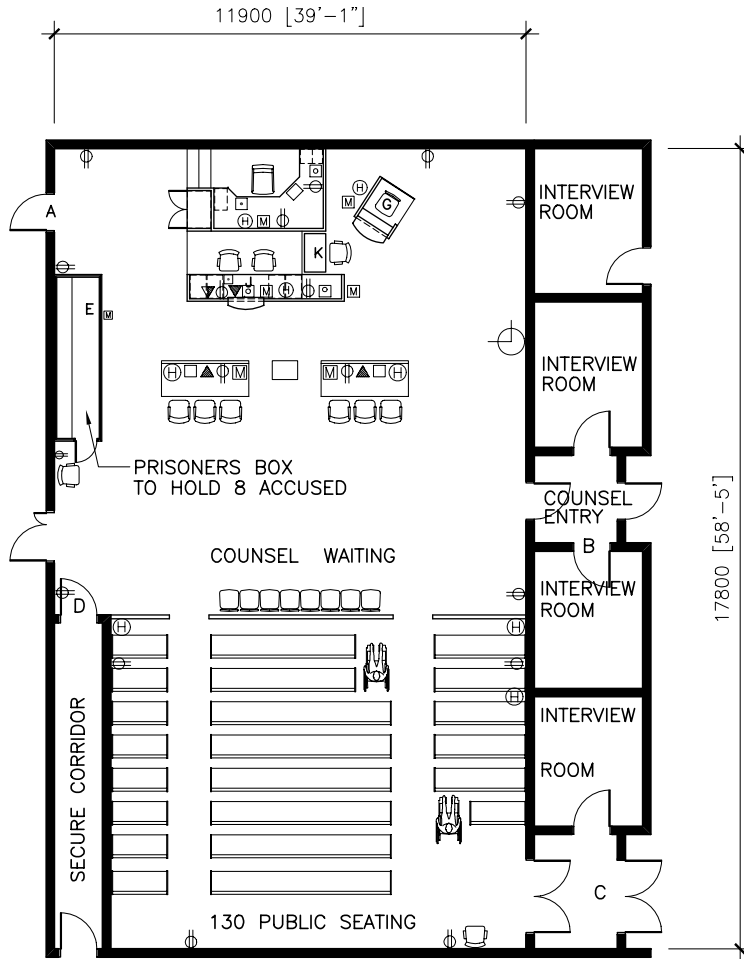 11900 [39'-1"]
INTERVIEW
ROOM
A
G
H
M
K
H
M
E
M
J
M
H
M
INTERVIEW
ROOM
H
M
M
H
PRISONERS BOX
TO HOLD 8 ACCUSED
17800 [58'-5']
COUNSEL
ENTRY
B
COUNSEL WAITING
INTERVIEW
ROOM
D
H
H
H
INTERVIEW
ROOM
SECURE CORRIDOR
C
130 PUBLIC SEATING